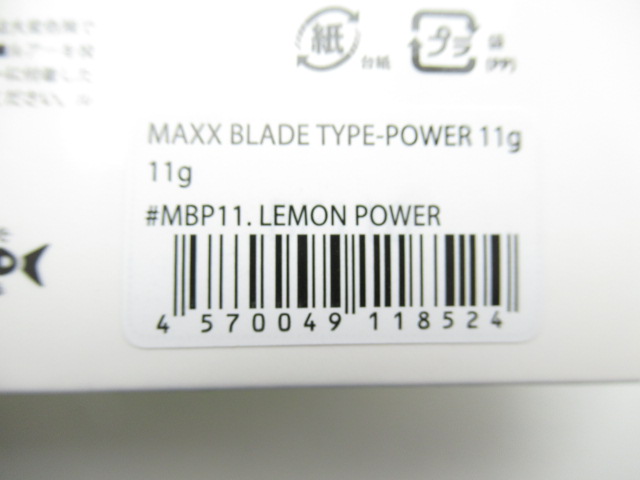 紙
台紙
プラ
袋
(PP)
MAXX BLADE TYPE-POWER 11g
11g
#MBP11. LEMON POWER
4 570049 118524